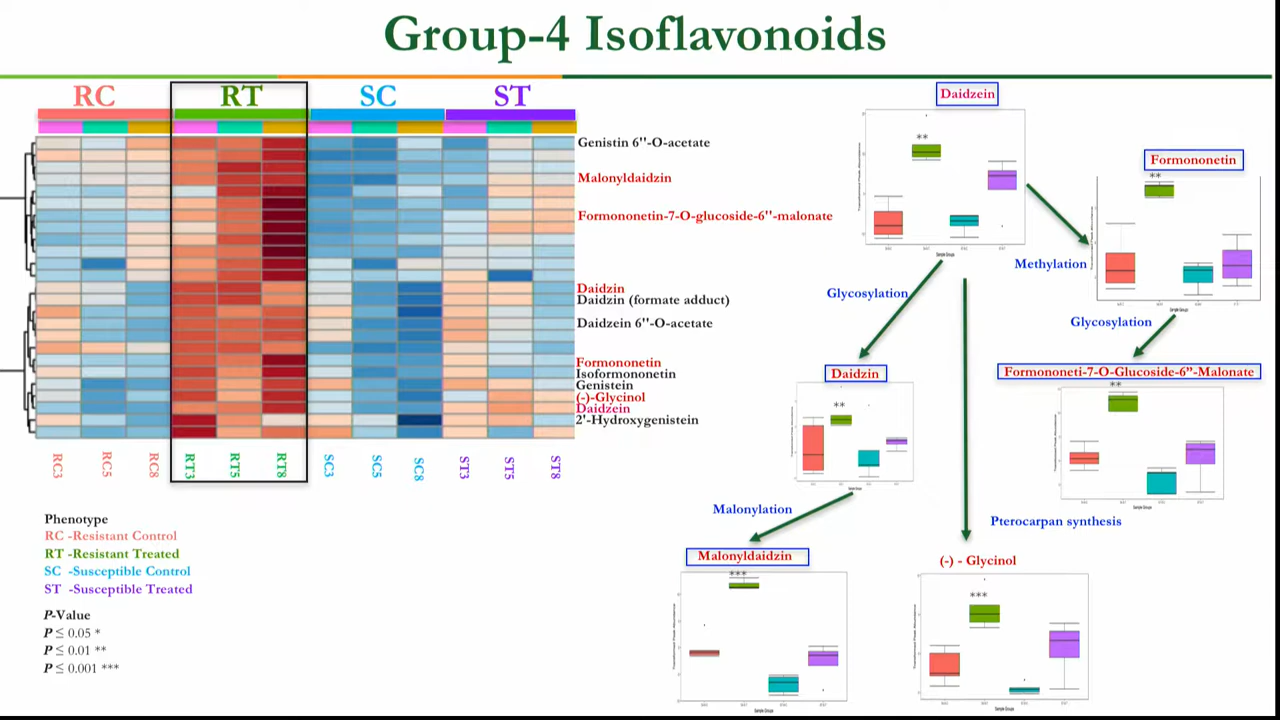 Group-4 Isoflavonoids
RC RT SC ST
Genistin 6''-O-acetate
Malonyldaidzin
Formononetin-7-O-glucoside-6''-malonate
Daidzin
Daidzin (formate adduct)
Daidzein 6''-O-acetate
Formononetin
Isoformononetin
Genistein
(-)-Glycinol
Daidzein
2'-Hydroxygenistein
RC3 RC5 RC8 RT3 RT5 RT8 SC3 SC5 SC8 ST3 ST5 ST8
Phenotype
RC -Resistant Control
RT -Resistant Treated
SC -Susceptible Control
ST -Susceptible Treated
P-Value
P ≤ 0.05 *
P ≤ 0.01 **
P ≤ 0.001 ***
Daidzein
**
Formononetin
**
Methylation
Glycosylation
Glycosylation
Daidzin
**
Formononeti-7-O-Glucoside-6”-Malonate
**
Malonylation
Pterocarpan synthesis
Malonyldaidzin
***
(-) - Glycinol
***